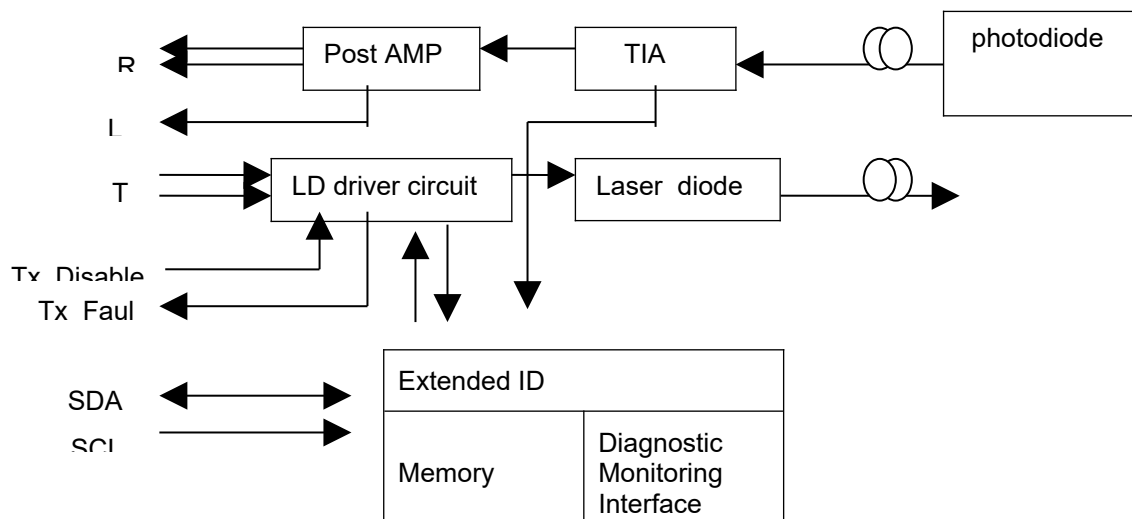 Post AMP
TIA
photodiode
R
L
T
LD driver circuit
Laser diode
Tx Disable
Tx Faul
SDA
SCL
Extended ID
Memory
Diagnostic
Monitoring
Interface